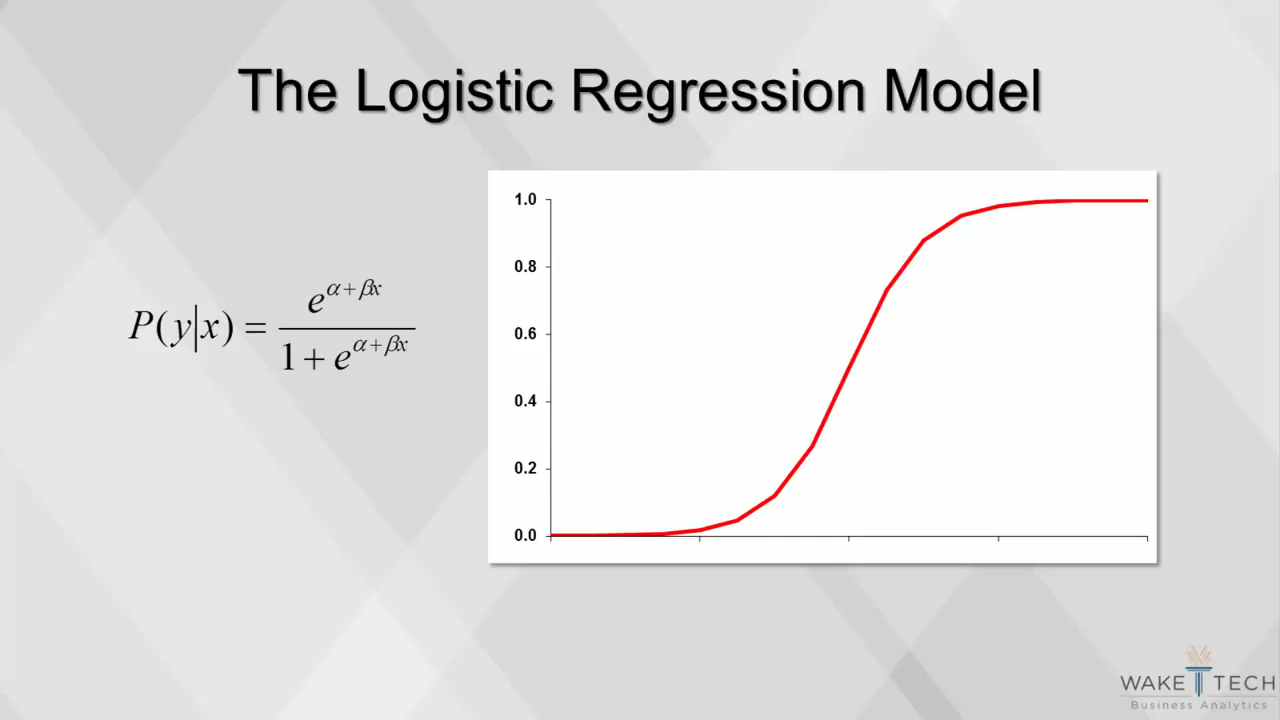 The Logistic Regression Model
P(y|x) = e^{α+βx} / 1 + e^{α+βx}
1.0
0.8
0.6
0.4
0.2
0.0
WAKE TECH
Business Analytics